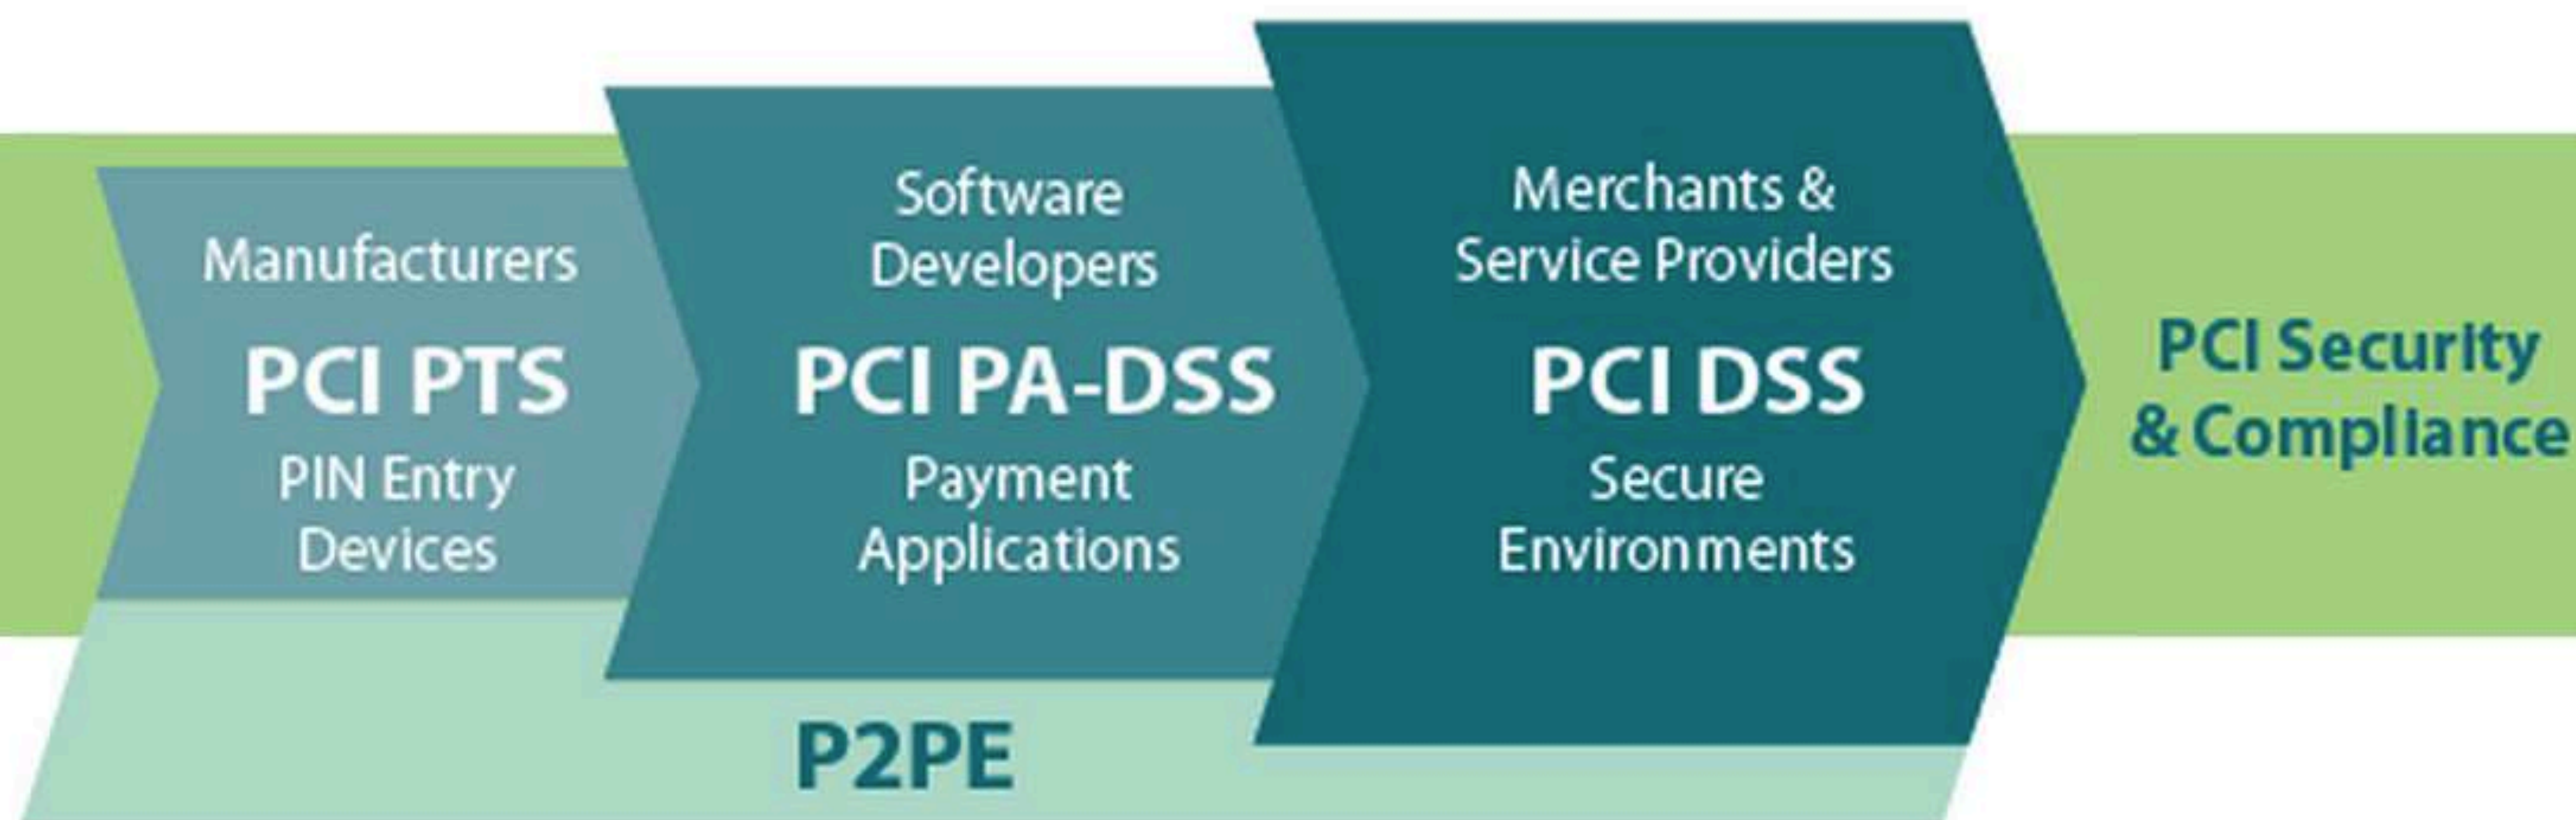 Manufacturers
PCI PTS
PIN Entry
Devices
Software
Developers
PCI PA-DSS
Payment
Applications
Merchants &
Service Providers
PCI DSS
Secure
Environments
PCI Security
& Compliance
P2PE